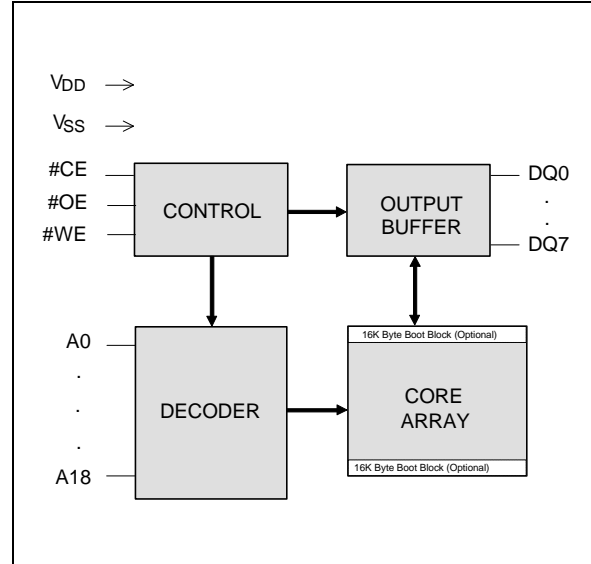 VDD
VSS
#CE
#OE
#WE
CONTROL
OUTPUT
BUFFER
DQ0
.
.
DQ7
A0
.
.
.
A18
DECODER
16K Byte Boot Block (Optional)
CORE
ARRAY
16K Byte Boot Block (Optional)